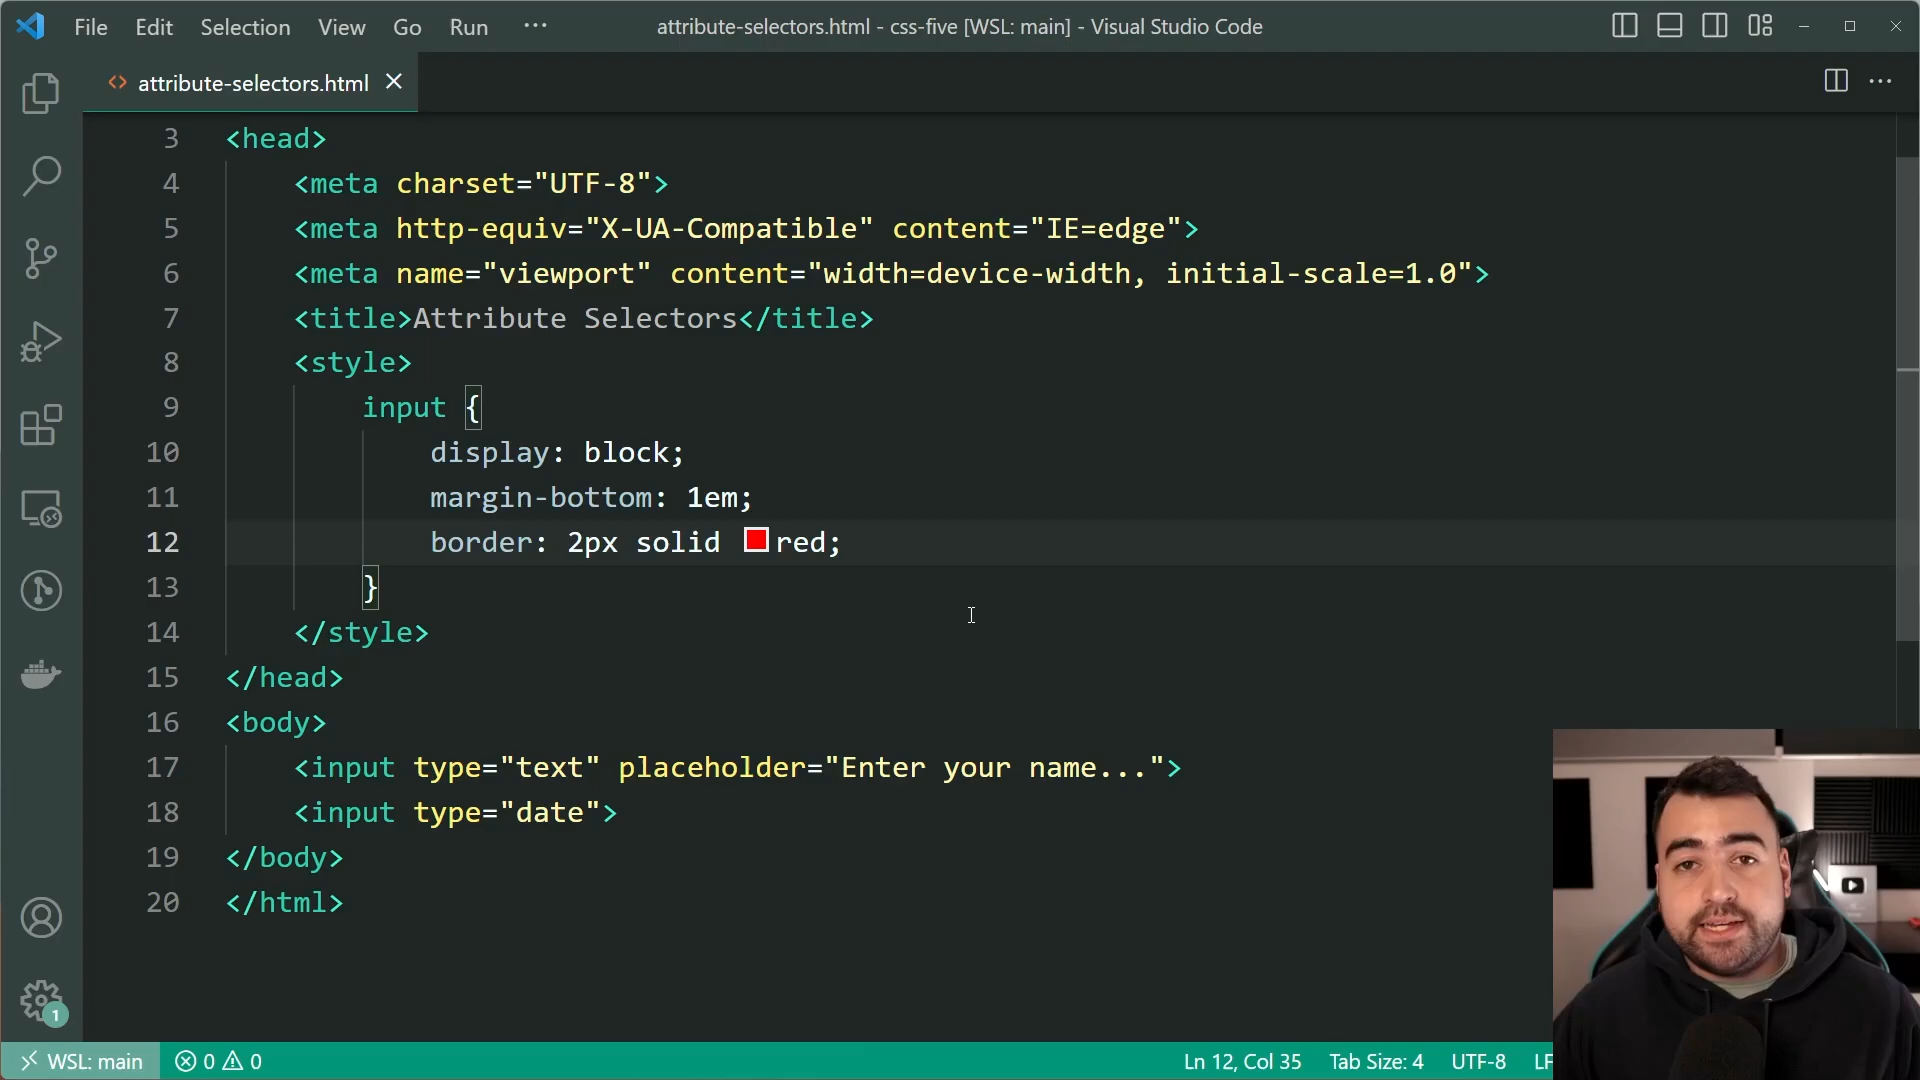 File Edit Selection View Go Run ...
attribute-selectors.html - css-five [WSL: main] - Visual Studio Code
attribute-selectors.html
3 <head>
4 <meta charset="UTF-8">
5 <meta http-equiv="X-UA-Compatible" content="IE=edge">
6 <meta name="viewport" content="width=device-width, initial-scale=1.0">
7 <title>Attribute Selectors</title>
8 <style>
9 input {
10 display: block;
11 margin-bottom: 1em;
12 border: 2px solid red;
13 }
14 </style>
15 </head>
16 <body>
17 <input type="text" placeholder="Enter your name...">
18 <input type="date">
19 </body>
20 </html>
1
WSL: main 0 0 Ln 12, Col 35 Tab Size: 4 UTF-8 LF